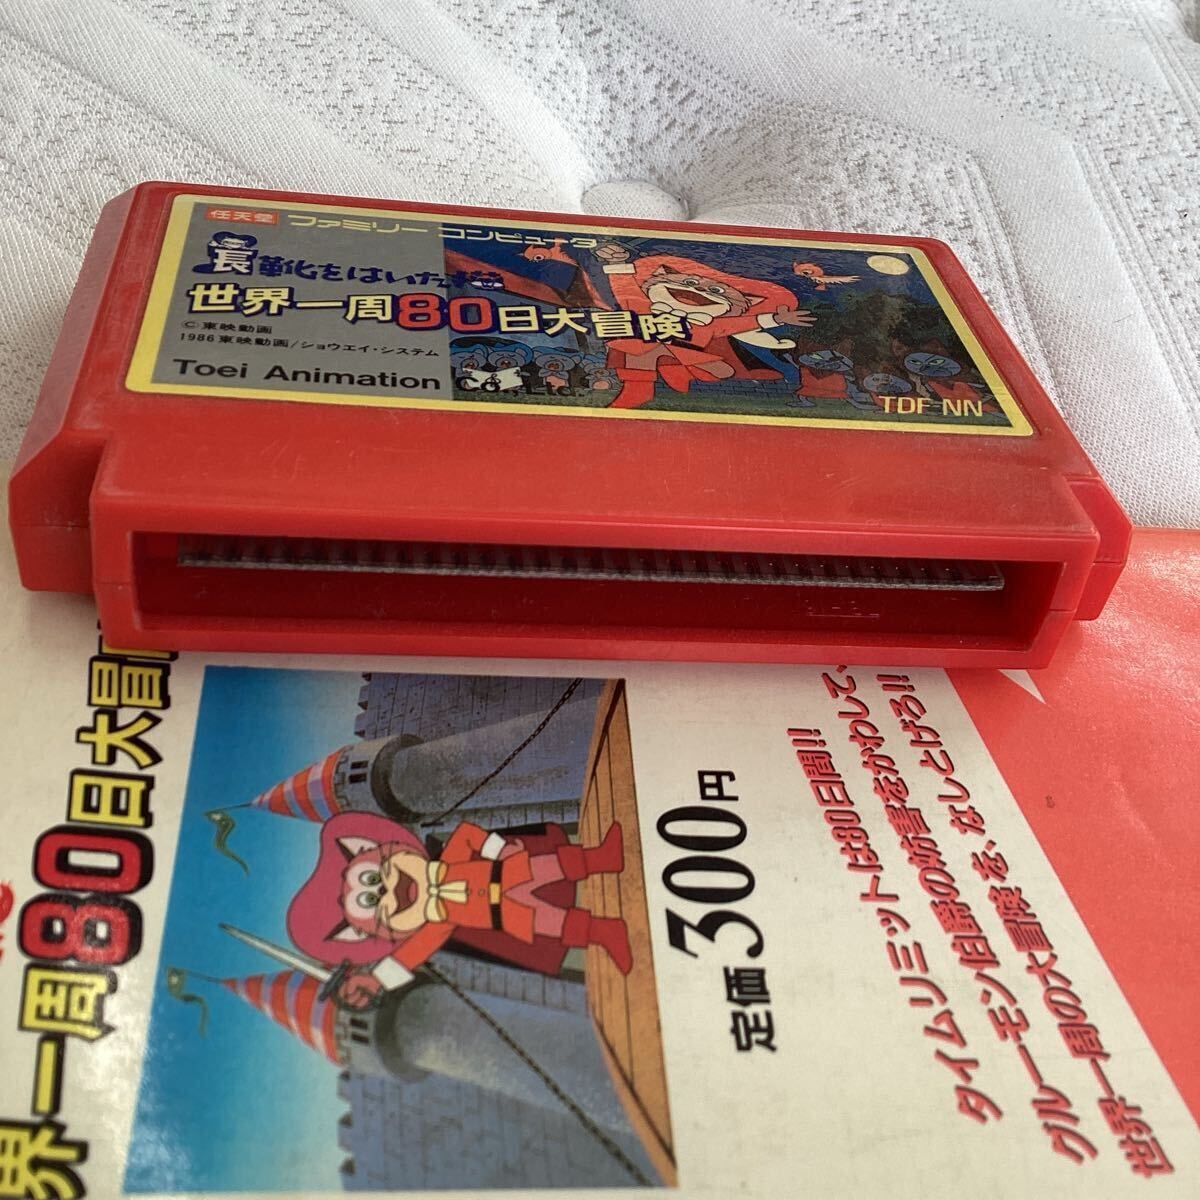 任天堂 ファミリー コンピュータ
長靴をはいた猫
世界一周80日大冒険
©東映動画
1986 東映動画/ショウエイ・システム
Toei Animation Co., Ltd.
TDF-NN
界一周80日大冒
定価300円
タイムリミットは80日間!!
グルーモン伯爵の妨害をかわして、
世界一周の大冒険を、なしとげろ!!